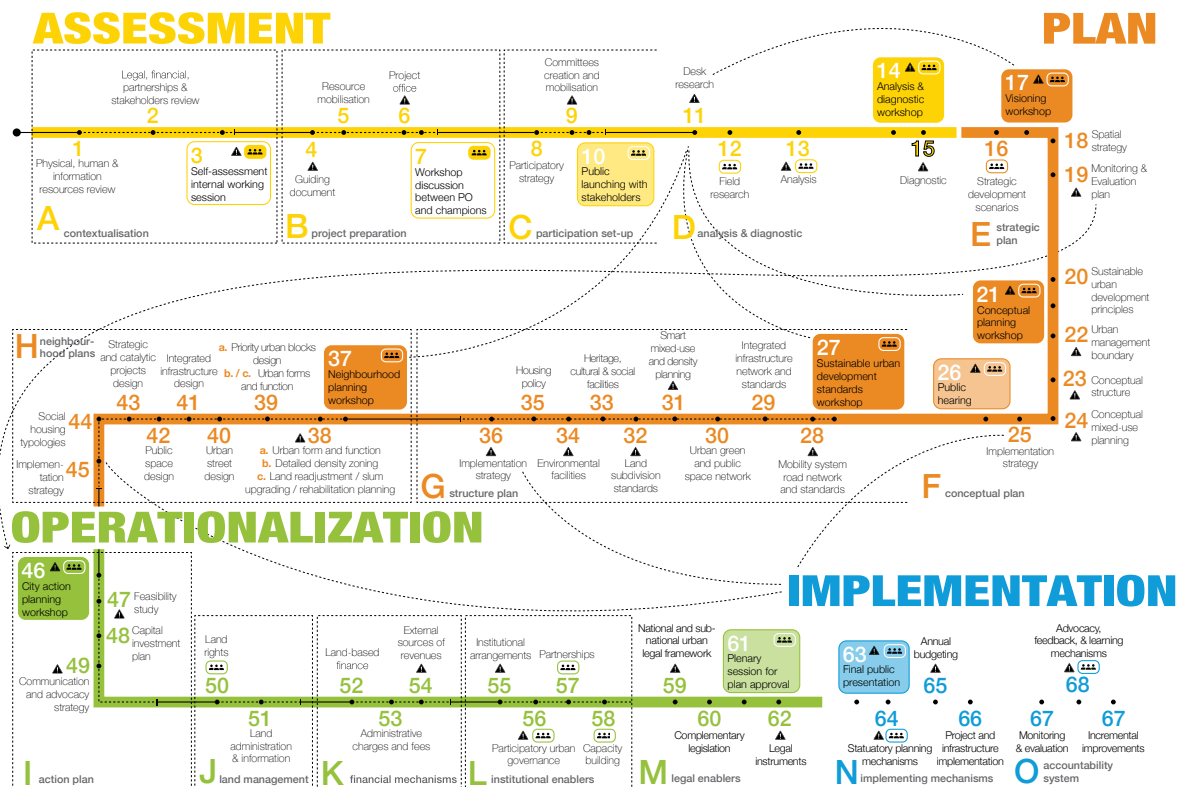 ASSESSMENT
PLAN
Legal, financial,
partnerships &
stakeholders review
2
1
Physical, human &
information
resources review
3
Self-assessment
internal working
session
A contextualisation
Resource
mobilisation
5
Project
office
6
4
Guiding
document
7
Workshop
discussion
between PO
and champions
B project preparation
Committees
creation and
mobilisation
9
8
Participatory
strategy
10
Public
launching with
stakeholders
C participation set-up
Desk
research
11
12
Field
research
13
Analysis
14
Analysis &
diagnostic
workshop
15
Diagnostic
D analysis & diagnostic
17
Visioning
workshop
16
Strategic
development
scenarios
18 Spatial
strategy
19 Monitoring &
Evaluation
plan
E strategic
plan
20 Sustainable
urban
development
principles
21
Conceptual
planning
workshop
22 Urban
management
boundary
23 Conceptual
structure
24 Conceptual
mixed-use
planning
26
Public
hearing
25
Implementation
strategy
F conceptual plan
27
Sustainable urban
development
standards
workshop
28
Mobility system
road network
and standards
Integrated
infrastructure
network and
standards
29
30
Urban green
and public
space network
Smart
mixed-use
and density
planning
31
32
Land
subdivision
standards
Heritage,
cultural & social
facilities
33
34
Environmental
facilities
Housing
policy
35
36
Implementation
strategy
G structure plan
H neighbour-
hood plans
37
Neighbourhood
planning
workshop
38
a. Urban form and function
b. Detailed density zoning
c. Land readjustment / slum
upgrading / rehabilitation planning
a. Priority urban blocks
design
b. / c. Urban forms
and function
39
40
Urban
street
design
Integrated
infrastructure
design
41
42
Public
space
design
Strategic
and catalytic
projects
design
43
Social
housing
typologies
44
Implemen-
tation
strategy
45
OPERATIONALIZATION
46
City action
planning
workshop
47 Feasibility
study
48 Capital
investment
plan
49
Communication
and advocacy
strategy
I action plan
Land
rights
50
51
Land
administration
& information
J land management
Land-based
finance
52
53
Administrative
charges and fees
External
sources of
revenues
54
K financial mechanisms
Institutional
arrangements
55
56
Participatory urban
governance
Partnerships
57
58
Capacity
building
L institutional enablers
National and sub-
national urban
legal framework
59
60
Complementary
legislation
61
Plenary
session for
plan approval
62
Legal
instruments
M legal enablers
IMPLEMENTATION
63
Final public
presentation
64
Statuatory planning
mechanisms
Annual
budgeting
65
66
Project and
infrastructure
implementation
N implementing mechanisms
67
Monitoring
& evaluation
Advocacy,
feedback, & learning
mechanisms
68
67
Incremental
improvements
O accountability
system